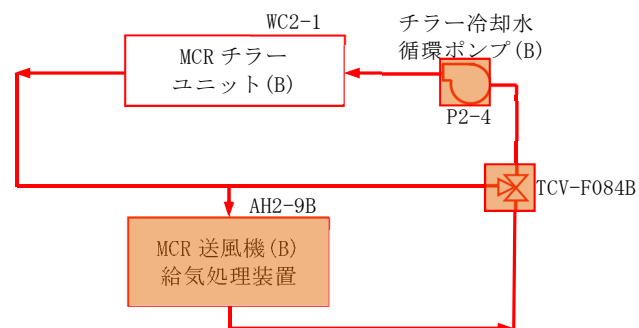 WC2-1
MCR チラー
ユニット(B)
チラー冷却水
循環ポンプ(B)
P2-4
TCV-F084B
AH2-9B
MCR 送風機(B)
給気処理装置